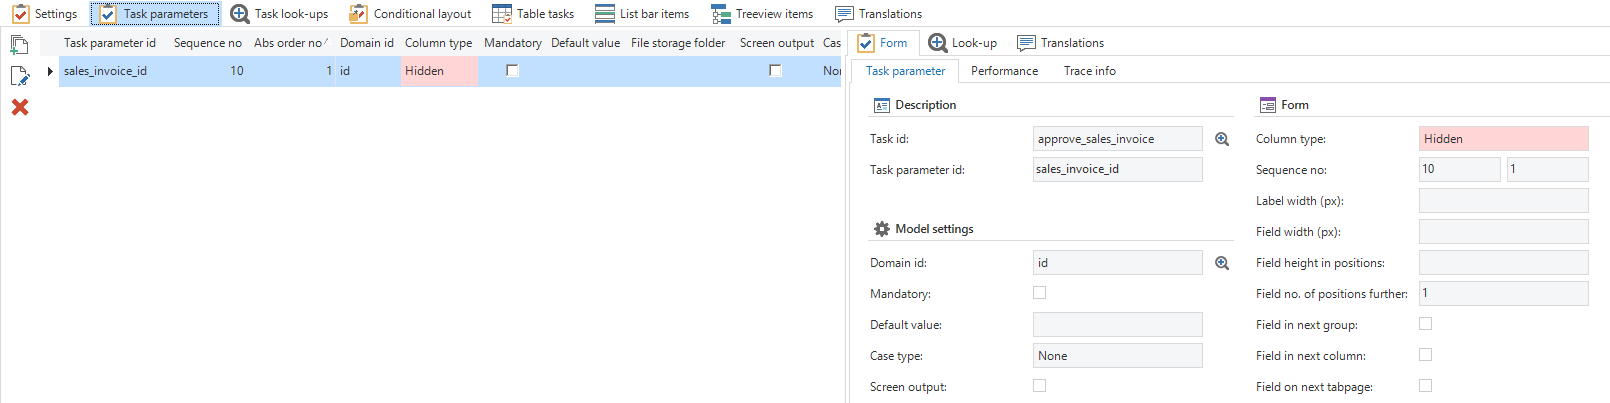 Settings Task parameters Task look-ups Conditional layout Table tasks List bar items Treeview items Translations
Task parameter id Sequence no Abs order no Domain id Column type Mandatory Default value File storage folder Screen output Cas
sales_invoice_id 10 1 id Hidden Non
Form Look-up Translations
Task parameter Performance Trace info
Description
Task id: approve_sales_invoice
Task parameter id: sales_invoice_id
Model settings
Domain id: id
Mandatory:
Default value:
Case type: None
Screen output:
Form
Column type: Hidden
Sequence no: 10 1
Label width (px):
Field width (px):
Field height in positions:
Field no. of positions further: 1
Field in next group:
Field in next column:
Field on next tabpage: